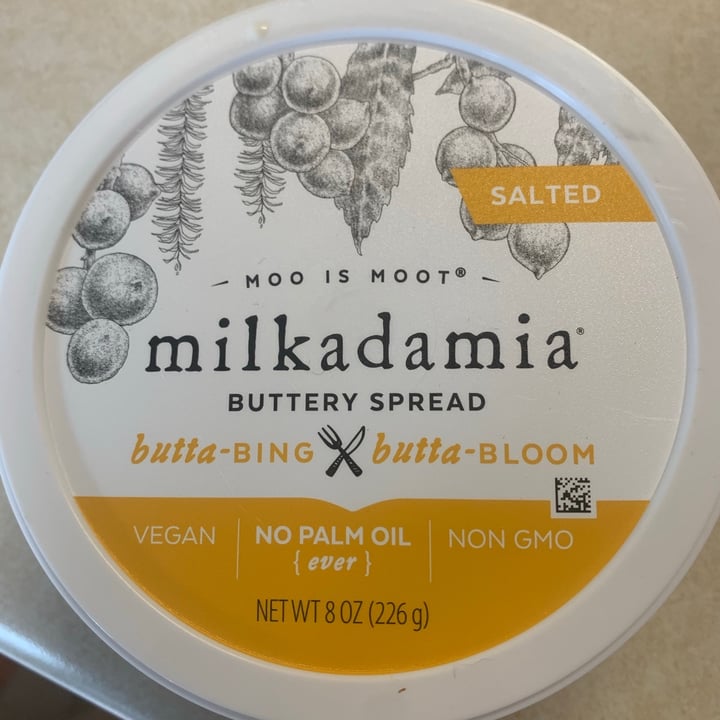 SALTED
MOO IS MOOT®
milkadamia®
BUTTERY SPREAD
butta-BING butta-BLOOM
VEGAN NO PALM OIL NON GMO
{ever}
NET WT 8 OZ (226 g)